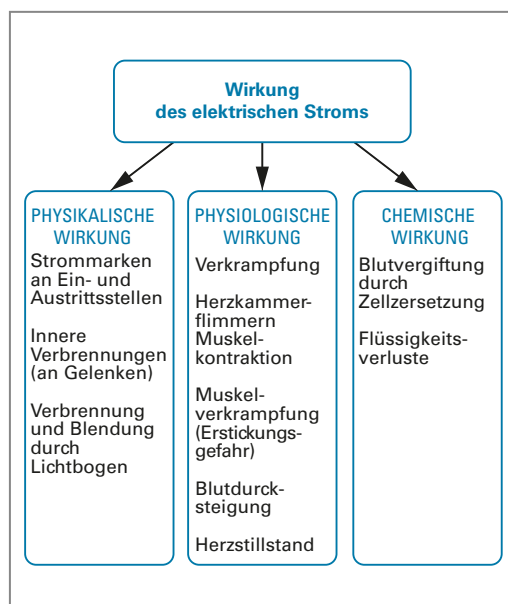 Wirkung
des elektrischen Stroms
PHYSIKALISCHE
WIRKUNG
Strommarken
an Ein- und
Austrittsstellen
Innere
Verbrennungen
(an Gelenken)
Verbrennung
und Blendung
durch
Lichtbogen
PHYSIOLOGISCHE
WIRKUNG
Verkrampfung
Herzkammer-
flimmern
Muskel-
kontraktion
Muskel-
verkrampfung
(Erstickungs-
gefahr)
Blutdurck-
steigung
Herzstillstand
CHEMISCHE
WIRKUNG
Blutvergiftung
durch
Zellzersetzung
Flüssigkeits-
verluste